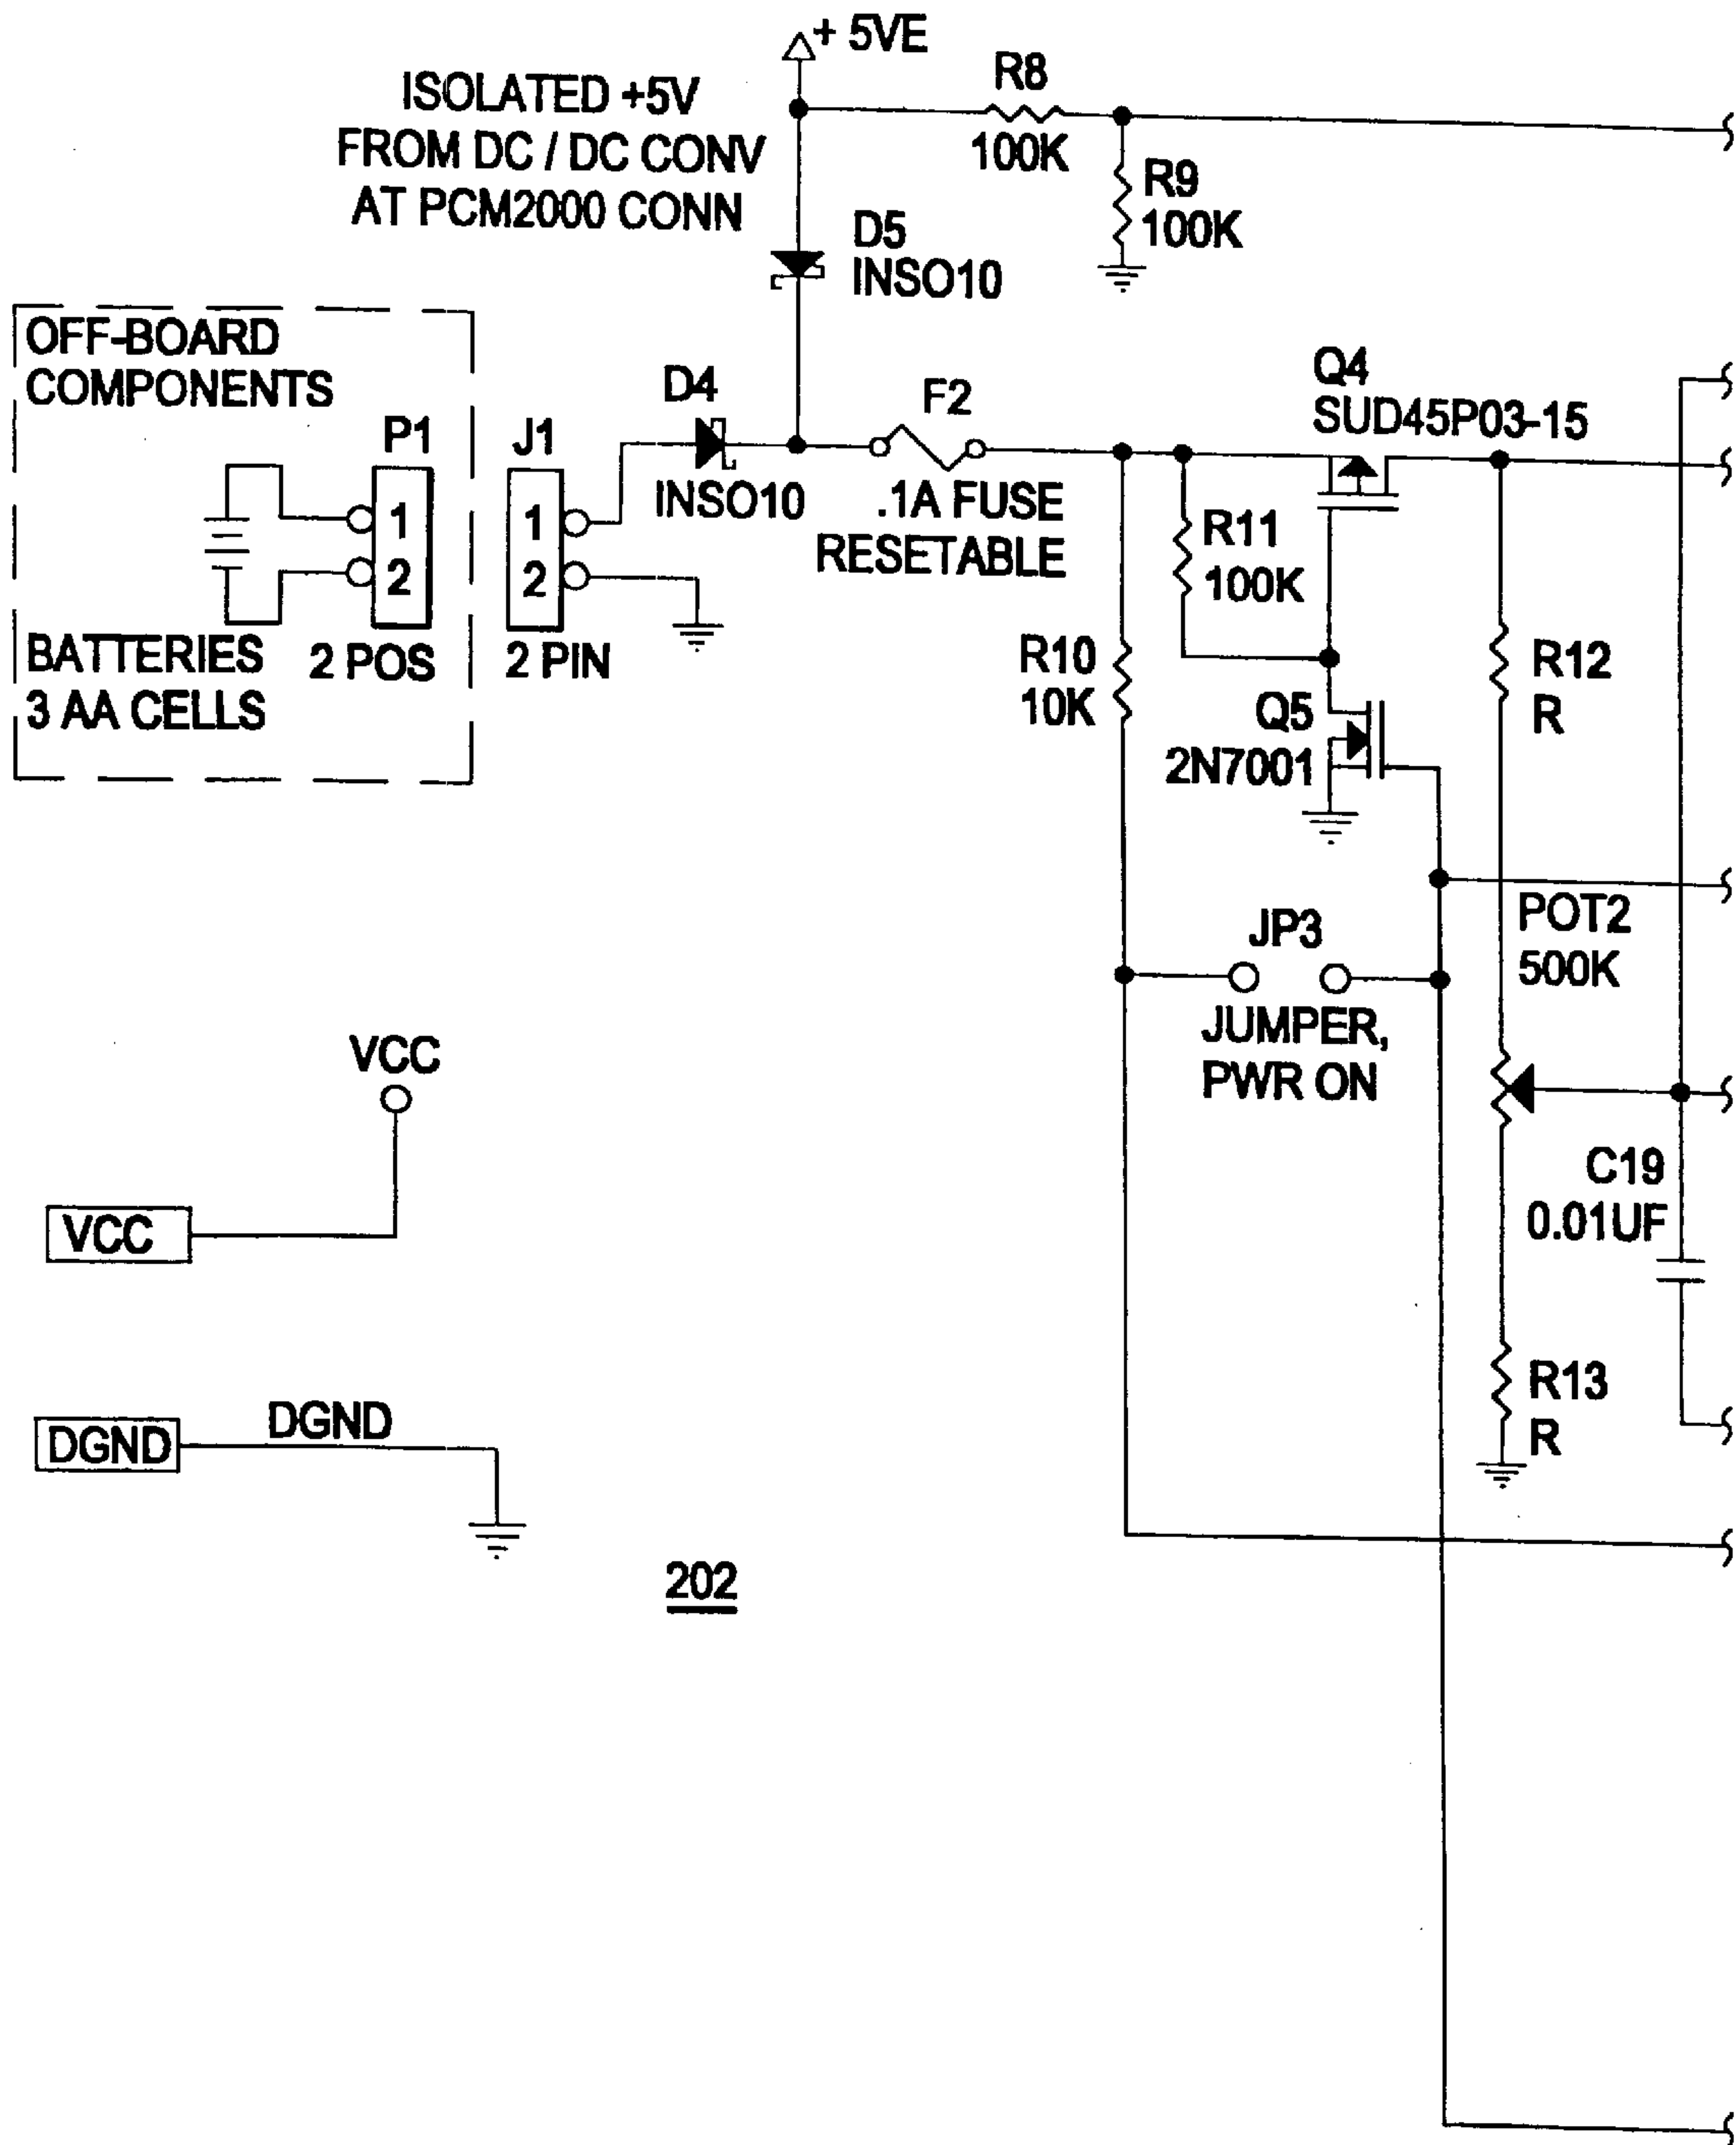 + 5VE
ISOLATED +5V
FROM DC / DC CONV
AT PCM2000 CONN
R8
100K
R9
100K
D5
INSO10
OFF-BOARD
COMPONENTS
P1
1
2
BATTERIES
3 AA CELLS
2 POS
J1
1
2
2 PIN
D4
INSO10
F2
.1A FUSE
RESETABLE
Q4
SUD45P03-15
R11
100K
R10
10K
Q5
2N7001
R12
R
JP3
JUMPER,
PWR ON
POT2
500K
VCC
VCC
C19
0.01UF
R13
R
DGND
DGND
202